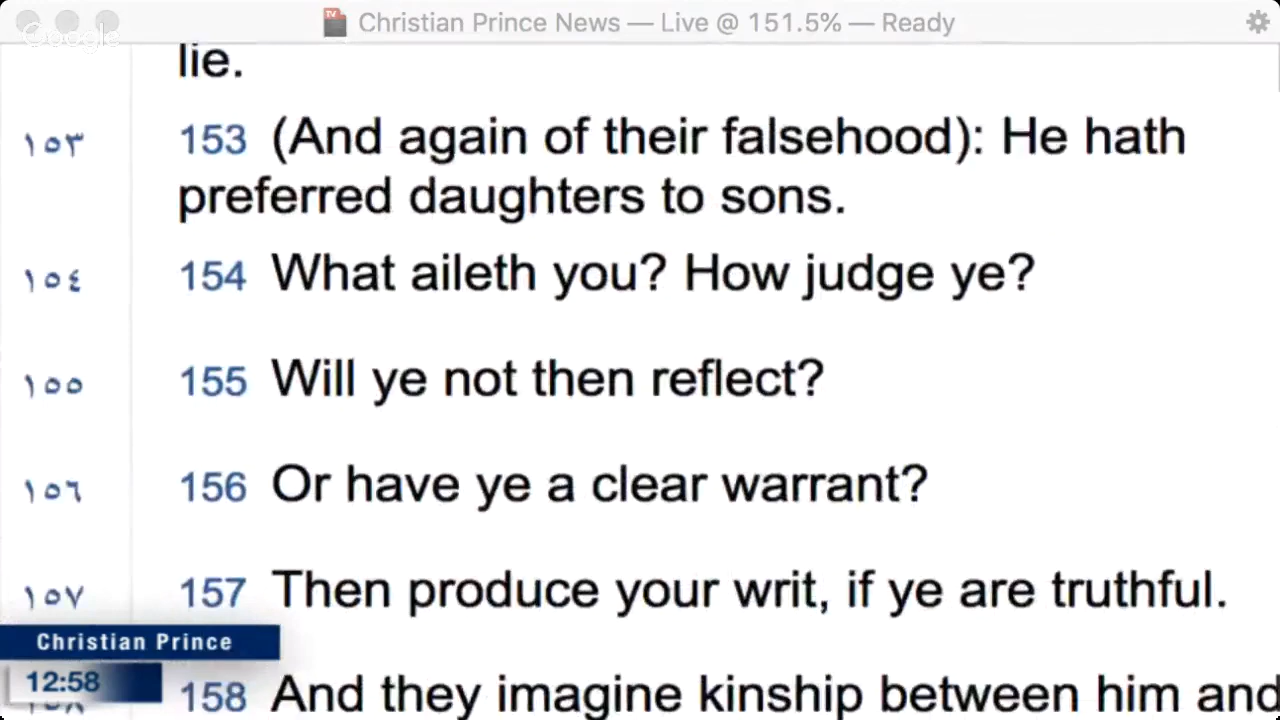 Christian Prince News — Live @ 151.5% — Ready
Google
lie.
١٥٣ 153 (And again of their falsehood): He hath
preferred daughters to sons.
١٥٤ 154 What aileth you? How judge ye?
١٥٥ 155 Will ye not then reflect?
١٥٦ 156 Or have ye a clear warrant?
١٥٧ 157 Then produce your writ, if ye are truthful.
Christian Prince
12:58
158 And they imagine kinship between him and